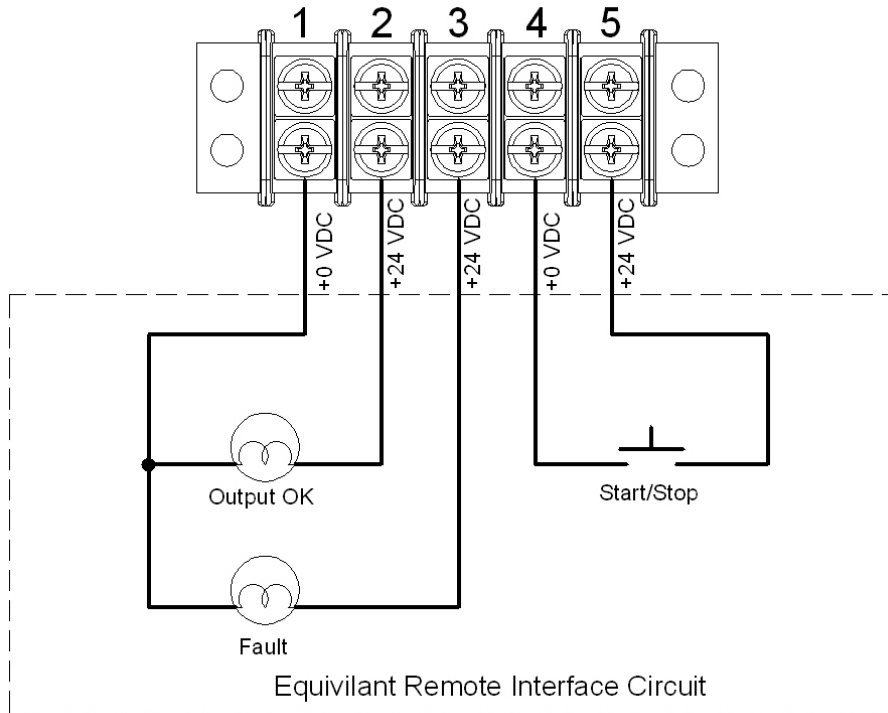 1 2 3 4 5
+0 VDC
+24 VDC
+24 VDC
+0 VDC
+24 VDC
Output OK
Start/Stop
Fault
Equivilant Remote Interface Circuit